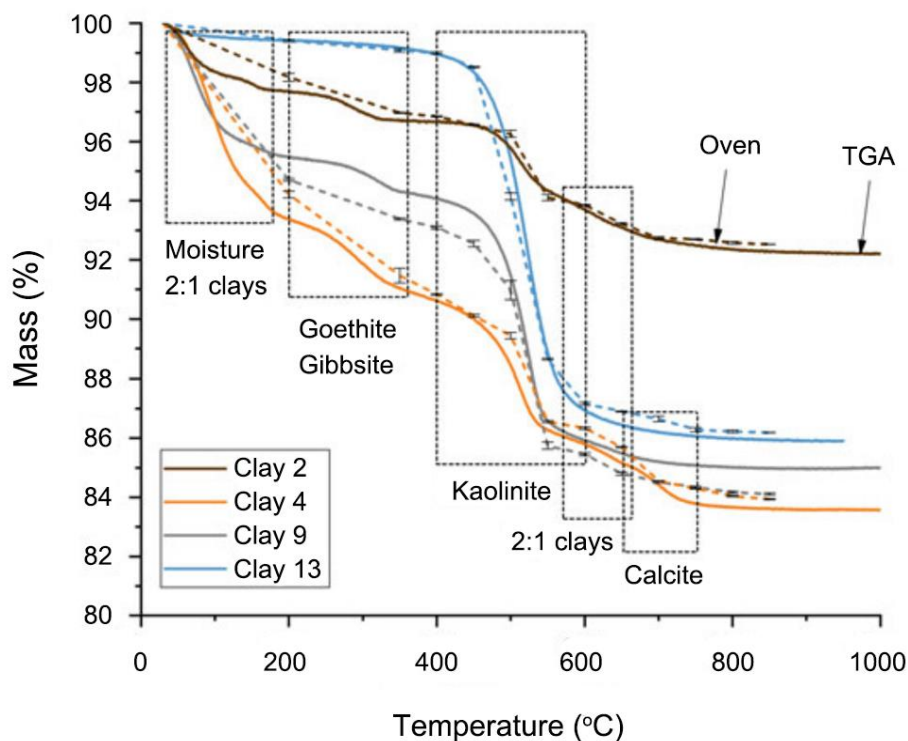 100
98
96
94
92
90
88
86
84
82
80
Mass (%)
Moisture
2:1 clays
Goethite
Gibbsite
Kaolinite
2:1 clays
Calcite
Oven
TGA
Clay 2
Clay 4
Clay 9
Clay 13
0 200 400 600 800 1000
Temperature (°C)